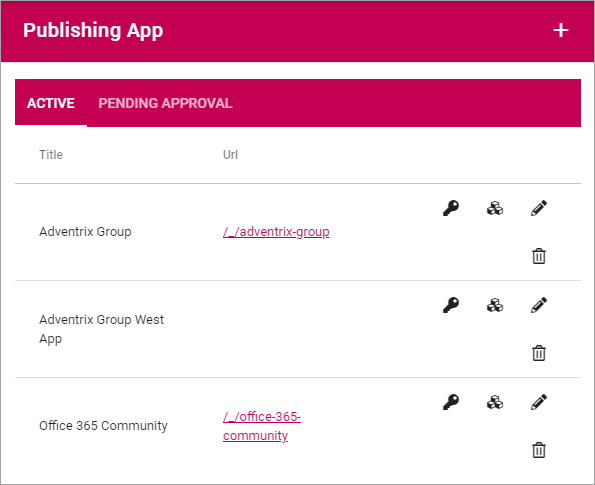 Publishing App
ACTIVE PENDING APPROVAL
Title Url
Adventrix Group /_/adventrix-group
Adventrix Group West
App
Office 365 Community /_/office-365-
community